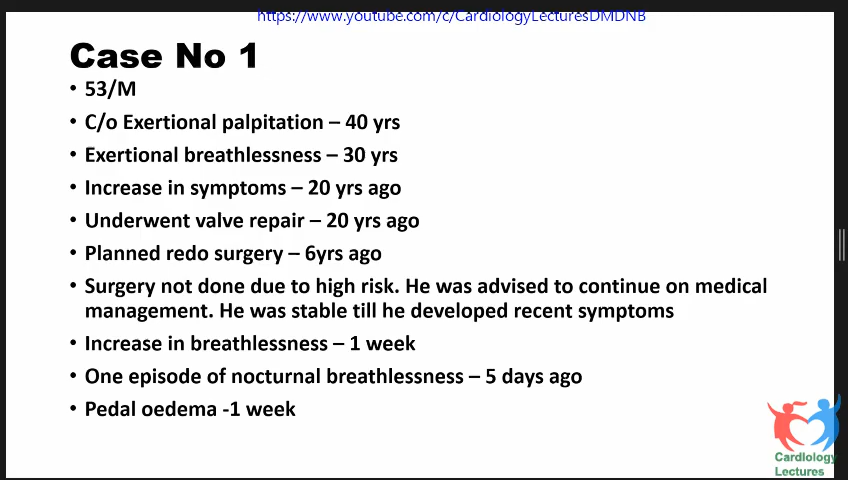 https://www.youtube.com/c/CardiologyLecturesDMDNB
Case No 1
• 53/M
• C/o Exertional palpitation – 40 yrs
• Exertional breathlessness – 30 yrs
• Increase in symptoms – 20 yrs ago
• Underwent valve repair – 20 yrs ago
• Planned redo surgery – 6yrs ago
• Surgery not done due to high risk. He was advised to continue on medical
management. He was stable till he developed recent symptoms
• Increase in breathlessness – 1 week
• One episode of nocturnal breathlessness – 5 days ago
• Pedal oedema -1 week
Cardiology
Lectures